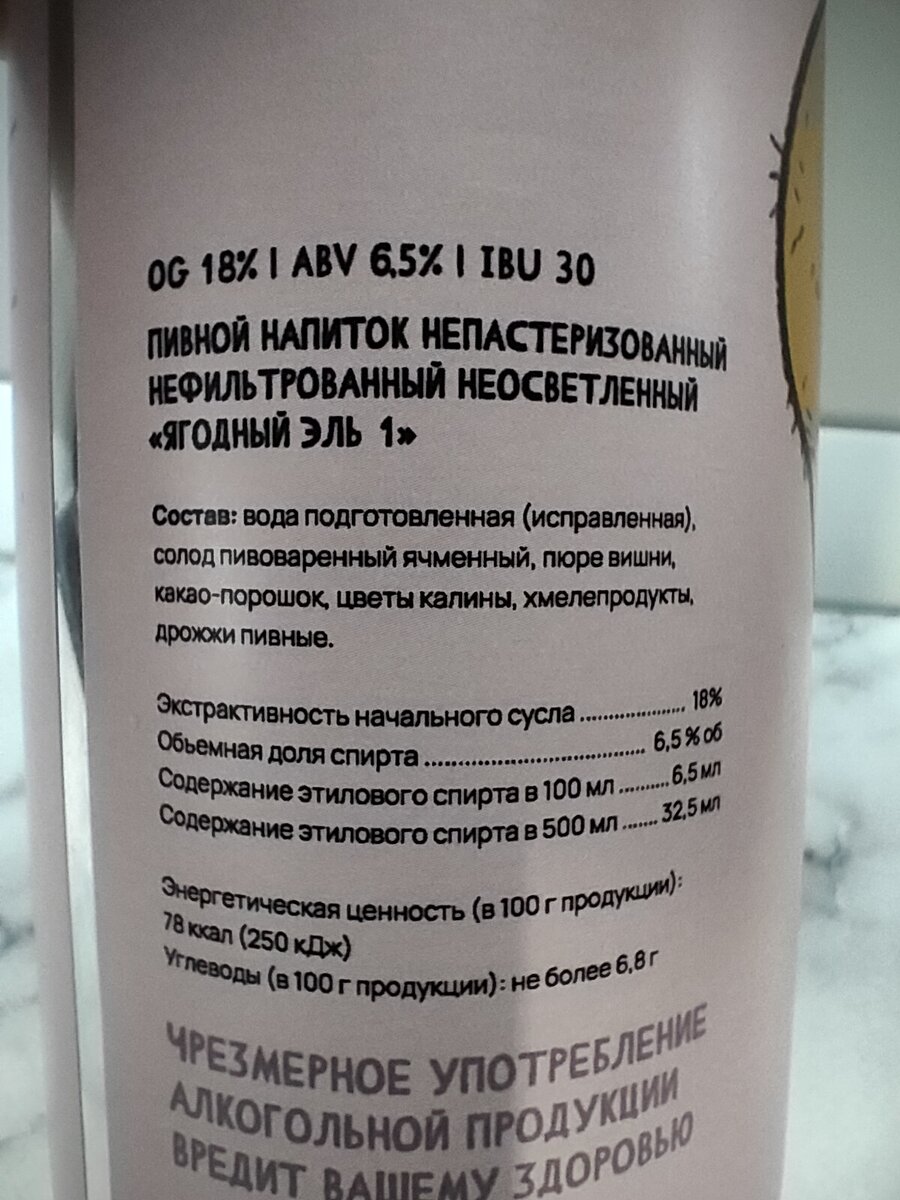 OG 18% | ABV 6,5% | IBU 30
ПИВНОЙ НАПИТОК НЕПАСТЕРИЗОВАННЫЙ
НЕФИЛЬТРОВАННЫЙ НЕОСВЕТЛЕННЫЙ
«ЯГОДНЫЙ ЭЛЬ 1»
Состав: вода подготовленная (исправленная),
солод пивоваренный ячменный, пюре вишни,
какао-порошок, цветы калины, хмелепродукты,
дрожжи пивные.
Экстрактивность начального сусла ................... 18%
Обьемная доля спирта ....................................... 6,5 % об
Содержание этилового спирта в 100 мл .......... 6,5 мл
Содержание этилового спирта в 500 мл ....... 32,5 мл
Энергетическая ценность (в 100 г продукции):
78 ккал (250 кДж)
Углеводы (в 100 г продукции): не более 6,8 г
ЧРЕЗМЕРНОЕ УПОТРЕБЛЕНИЕ
АЛКОГОЛЬНОЙ ПРОДУКЦИИ
ВРЕДИТ ВАШЕМУ ЗДОРОВЬЮ